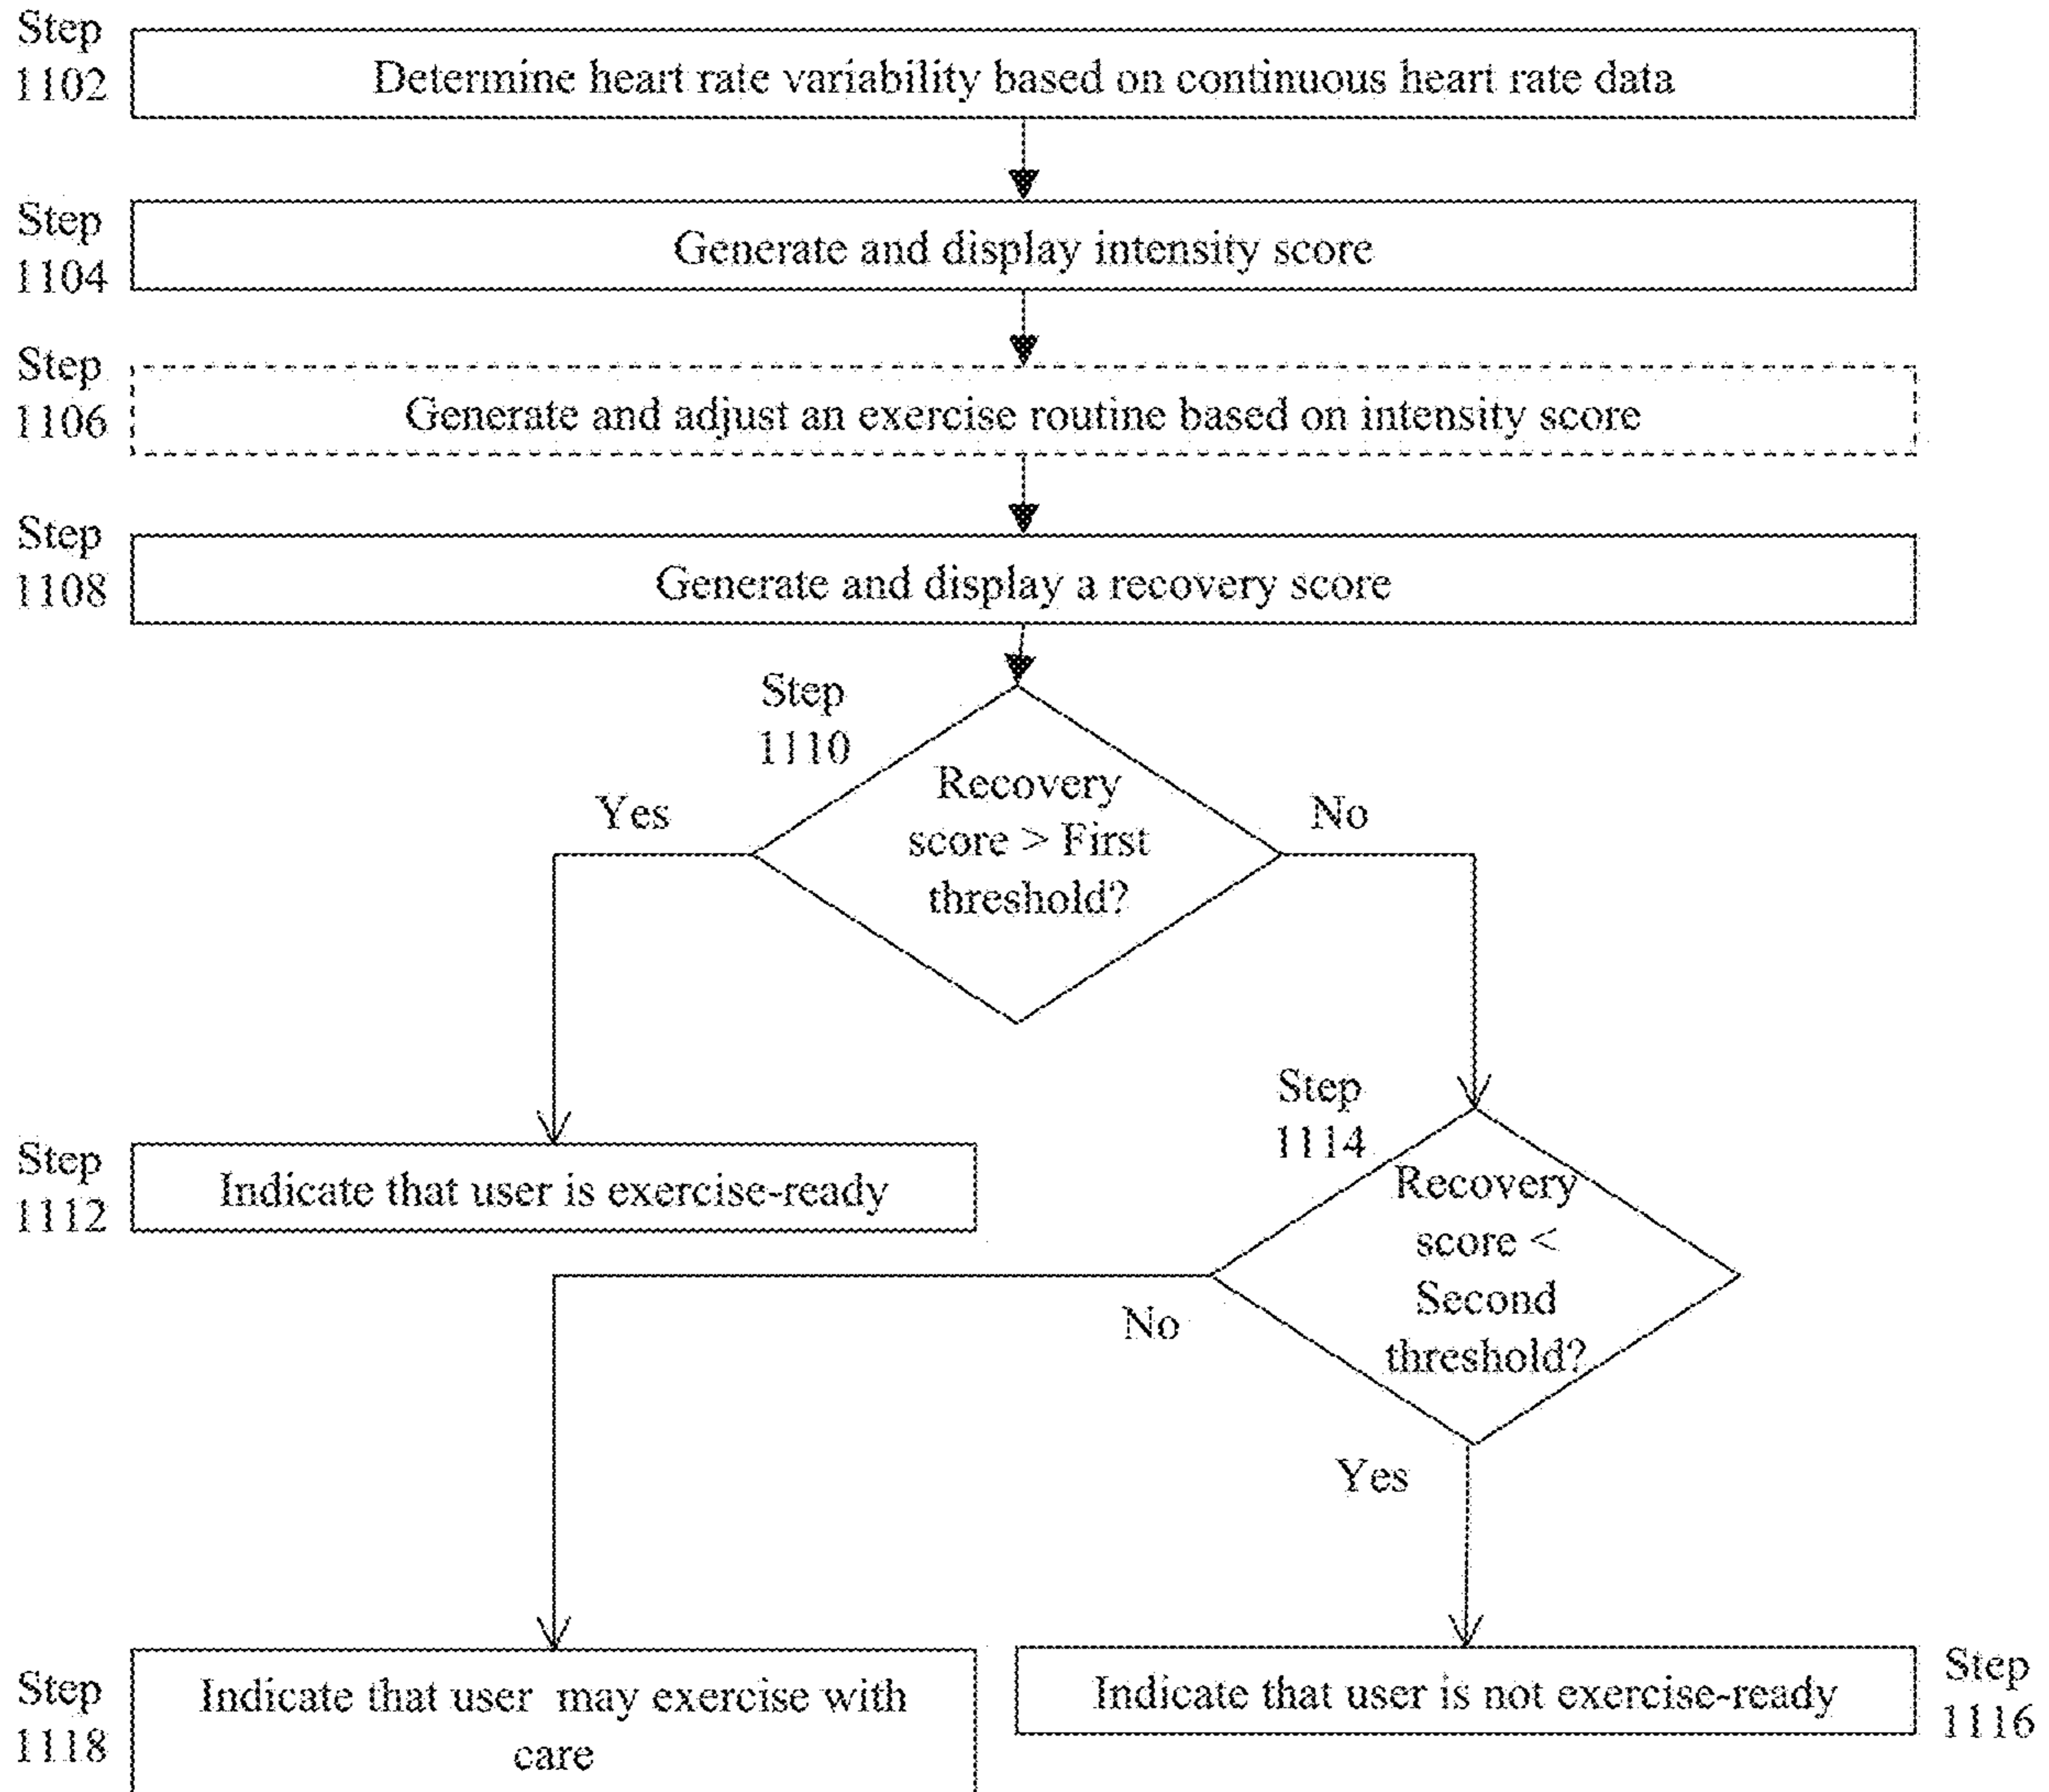 Step
1102
Determine heart rate variability based on continuous heart rate data
Step
1104
Generate and display intensity score
Step
1106
Generate and adjust an exercise routine based on intensity score
Step
1108
Generate and display a recovery score
Step
1110
Recovery
score > First
threshold?
Yes
No
Step
1112
Indicate that user is exercise-ready
Step
1114
Recovery
score <
Second
threshold?
No
Yes
Step
1118
Indicate that user may exercise with
care
Indicate that user is not exercise-ready
Step
1116